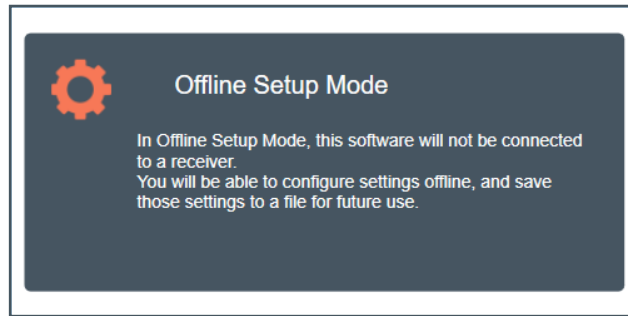 Offline Setup Mode
In Offline Setup Mode, this software will not be connected
to a receiver.
You will be able to configure settings offline, and save
those settings to a file for future use.